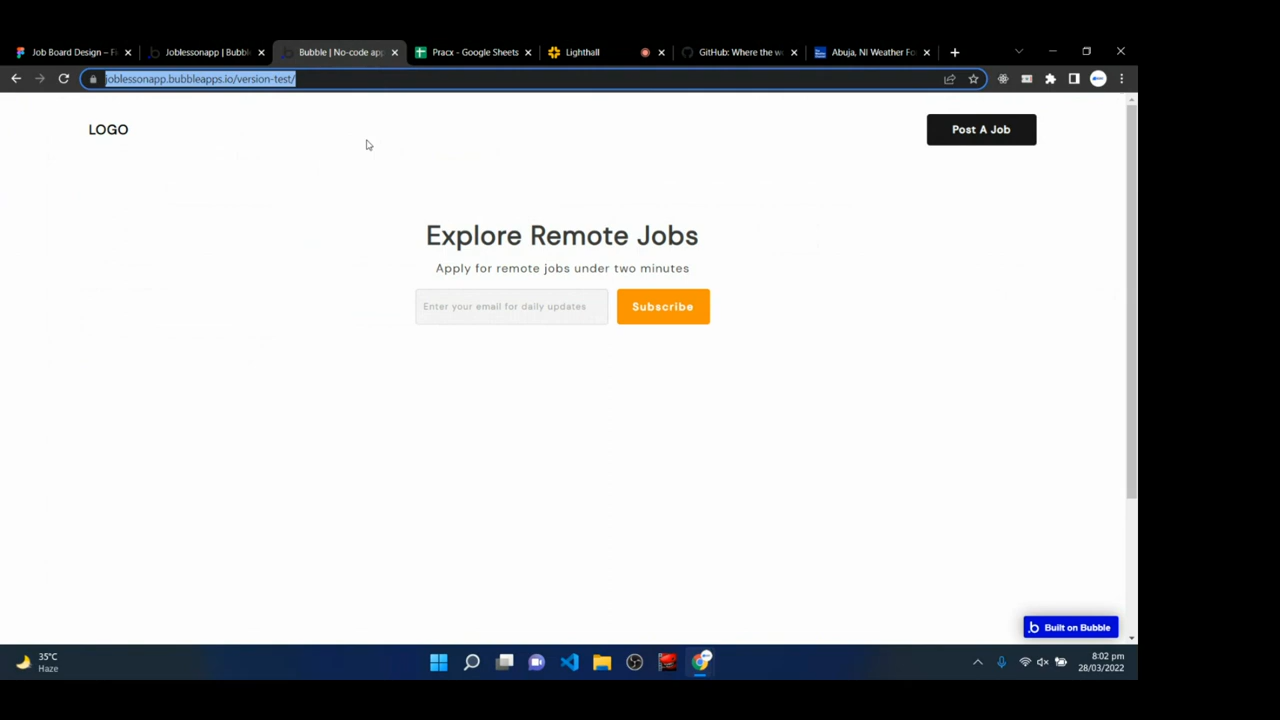 Job Board Design – Fi
Joblessonapp | Bubbl
Bubble | No-code app
Pracx - Google Sheets
Lighthall
GitHub: Where the w
Abuja, NI Weather Fo
joblessonapp.bubbleapps.io/version-test/
LOGO
Post A Job
Explore Remote Jobs
Apply for remote jobs under two minutes
Enter your email for daily updates
Subscribe
Built on Bubble
35°C
Haze
8:02 pm
28/03/2022